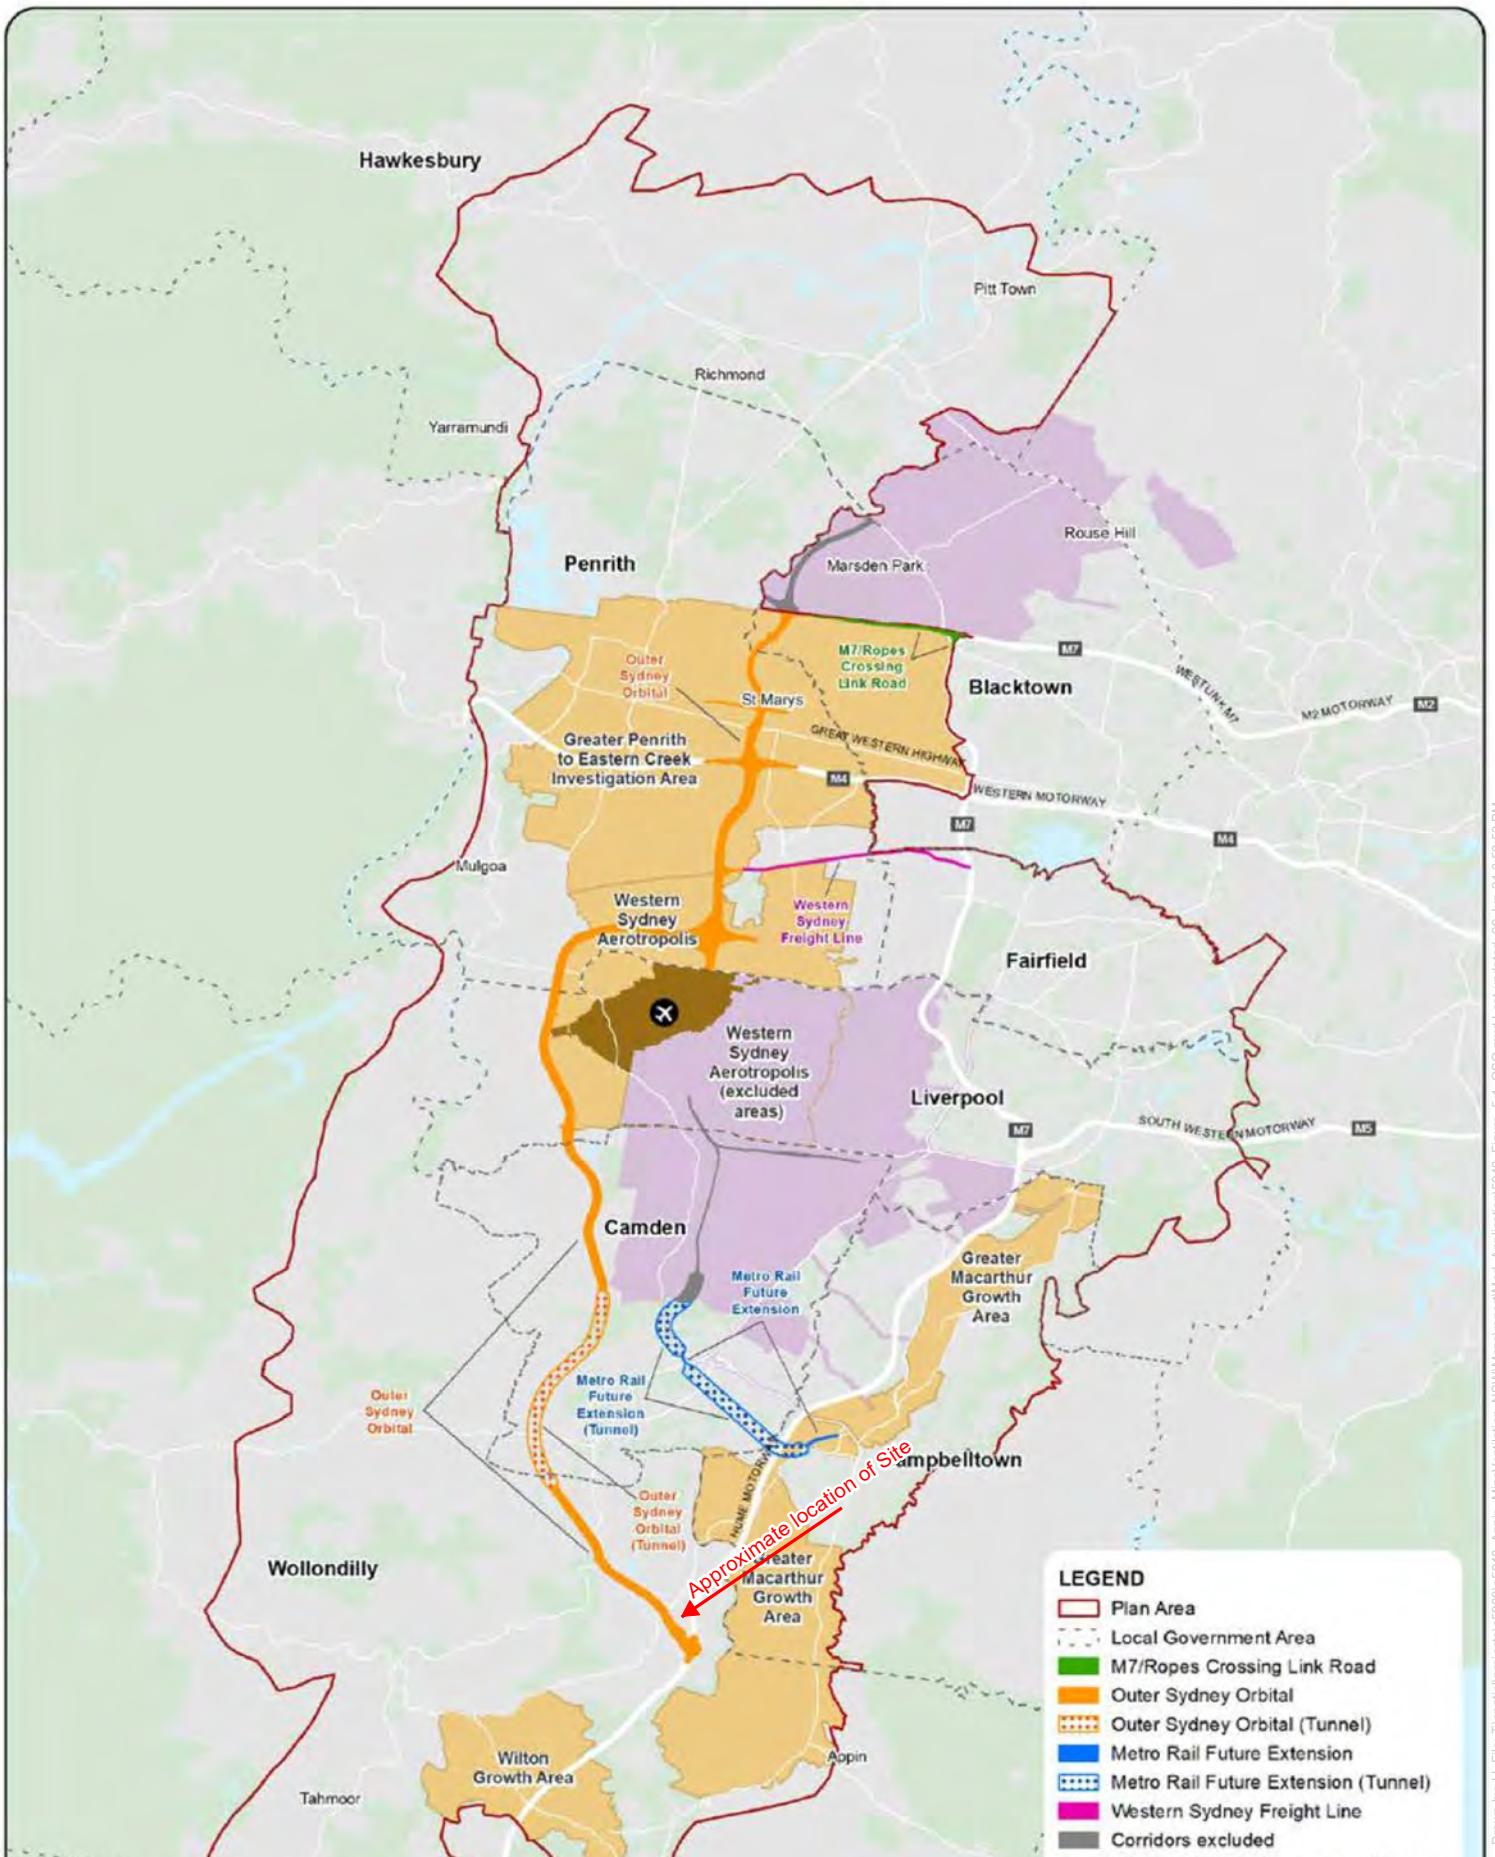 Hawkesbury
Pitt Town
Richmond
Yarramundi
Rouse Hill
Penrith
Marsden Park
M7/Ropes
Crossing
Link Road
M7
Outer
Sydney
Orbital
Blacktown
WESTLINK M7
M2 MOTORWAY
M2
St Marys
GREAT WESTERN HIGHWAY
Greater Penrith
to Eastern Creek
Investigation Area
M4
WESTERN MOTORWAY
M7
M4
Mulgoa
Western
Sydney
Aerotropolis
Western
Sydney
Freight Line
Fairfield
Western
Sydney
Aerotropolis
(excluded
areas)
Liverpool
M7
SOUTH WESTERN MOTORWAY
M5
Camden
Greater
Macarthur
Growth
Area
Metro Rail
Future
Extension
Metro Rail
Future
Extension
(Tunnel)
Outer
Sydney
Orbital
HUME MOTORWAY
Approximate location of Site
ampbelltown
Outer
Sydney
Orbital
(Tunnel)
Wollondilly
Greater
Macarthur
Growth
Area
Wilton
Growth Area
Appin
Tahmoor
LEGEND
Plan Area
Local Government Area
M7/Ropes Crossing Link Road
Outer Sydney Orbital
Outer Sydney Orbital (Tunnel)
Metro Rail Future Extension
Metro Rail Future Extension (Tunnel)
Western Sydney Freight Line
Corridors excluded